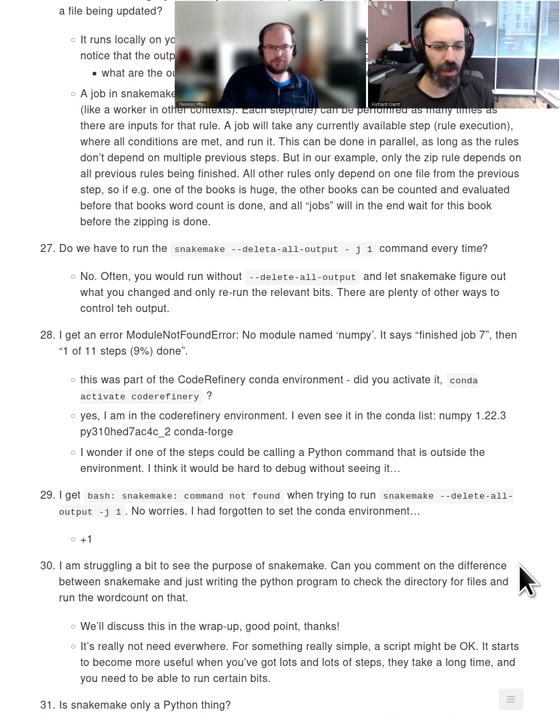 a file being updated?
It runs locally on yo
notice that the outp
what are the ou
A job in snakemake
(like a worker in other contexts). Each step(rule) can be performed as many times as
there are inputs for that rule. A job will take any currently available step (rule execution),
where all conditions are met, and run it. This can be done in parallel, as long as the rules
don't depend on multiple previous steps. But in our example, only the zip rule depends on
all previous rules being finished. All other rules only depend on one file from the previous
step, so if e.g. one of the books is huge, the other books can be counted and evaluated
before that books word count is done, and all “jobs” will in the end wait for this book
before the zipping is done.
27. Do we have to run the snakemake --deleta-all-output - j 1 command every time?
No. Often, you would run without --delete-all-output and let snakemake figure out
what you changed and only re-run the relevant bits. There are plenty of other ways to
control teh output.
28. I get an error ModuleNotFoundError: No module named ‘numpy’. It says “finished job 7”, then
“1 of 11 steps (9%) done”.
this was part of the CodeRefinery conda environment - did you activate it, conda
activate coderefinery ?
yes, I am in the coderefinery environment. I even see it in the conda list: numpy 1.22.3
py310hed7ac4c_2 conda-forge
I wonder if one of the steps could be calling a Python command that is outside the
environment. I think it would be hard to debug without seeing it…
29. I get bash: snakemake: command not found when trying to run snakemake --delete-all-
output -j 1 . No worries. I had forgotten to set the conda environment…
+1
30. I am struggling a bit to see the purpose of snakemake. Can you comment on the difference
between snakemake and just writing the python program to check the directory for files and
run the wordcount on that.
We'll discuss this in the wrap-up, good point, thanks!
It's really not need everwhere. For something really simple, a script might be OK. It starts
to become more useful when you've got lots and lots of steps, they take a long time, and
you need to be able to run certain bits.
31. Is snakemake only a Python thing?